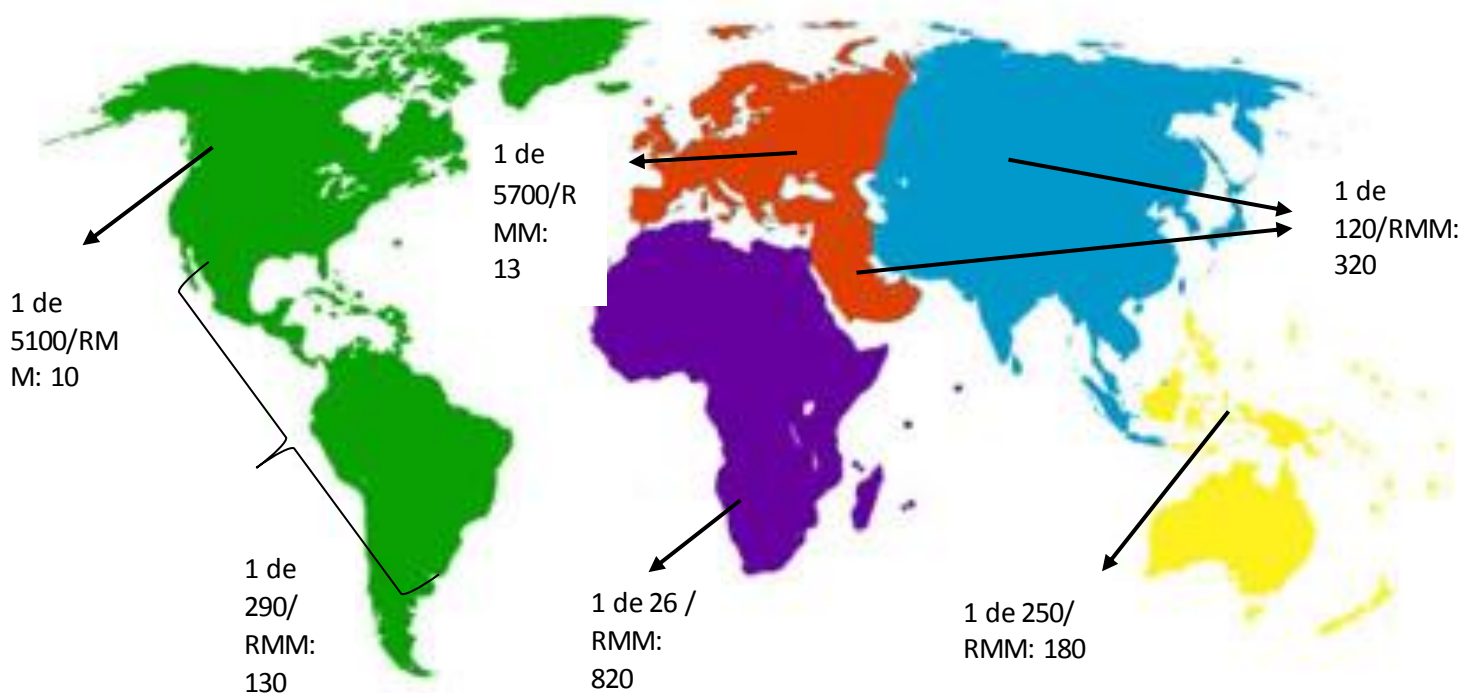 1 de
5100/RM
M: 10
1 de
5700/R
MM:
13
1 de
120/RMM:
320
1 de
290/
RMM:
130
1 de 26 /
RMM:
820
1 de 250/
RMM: 180